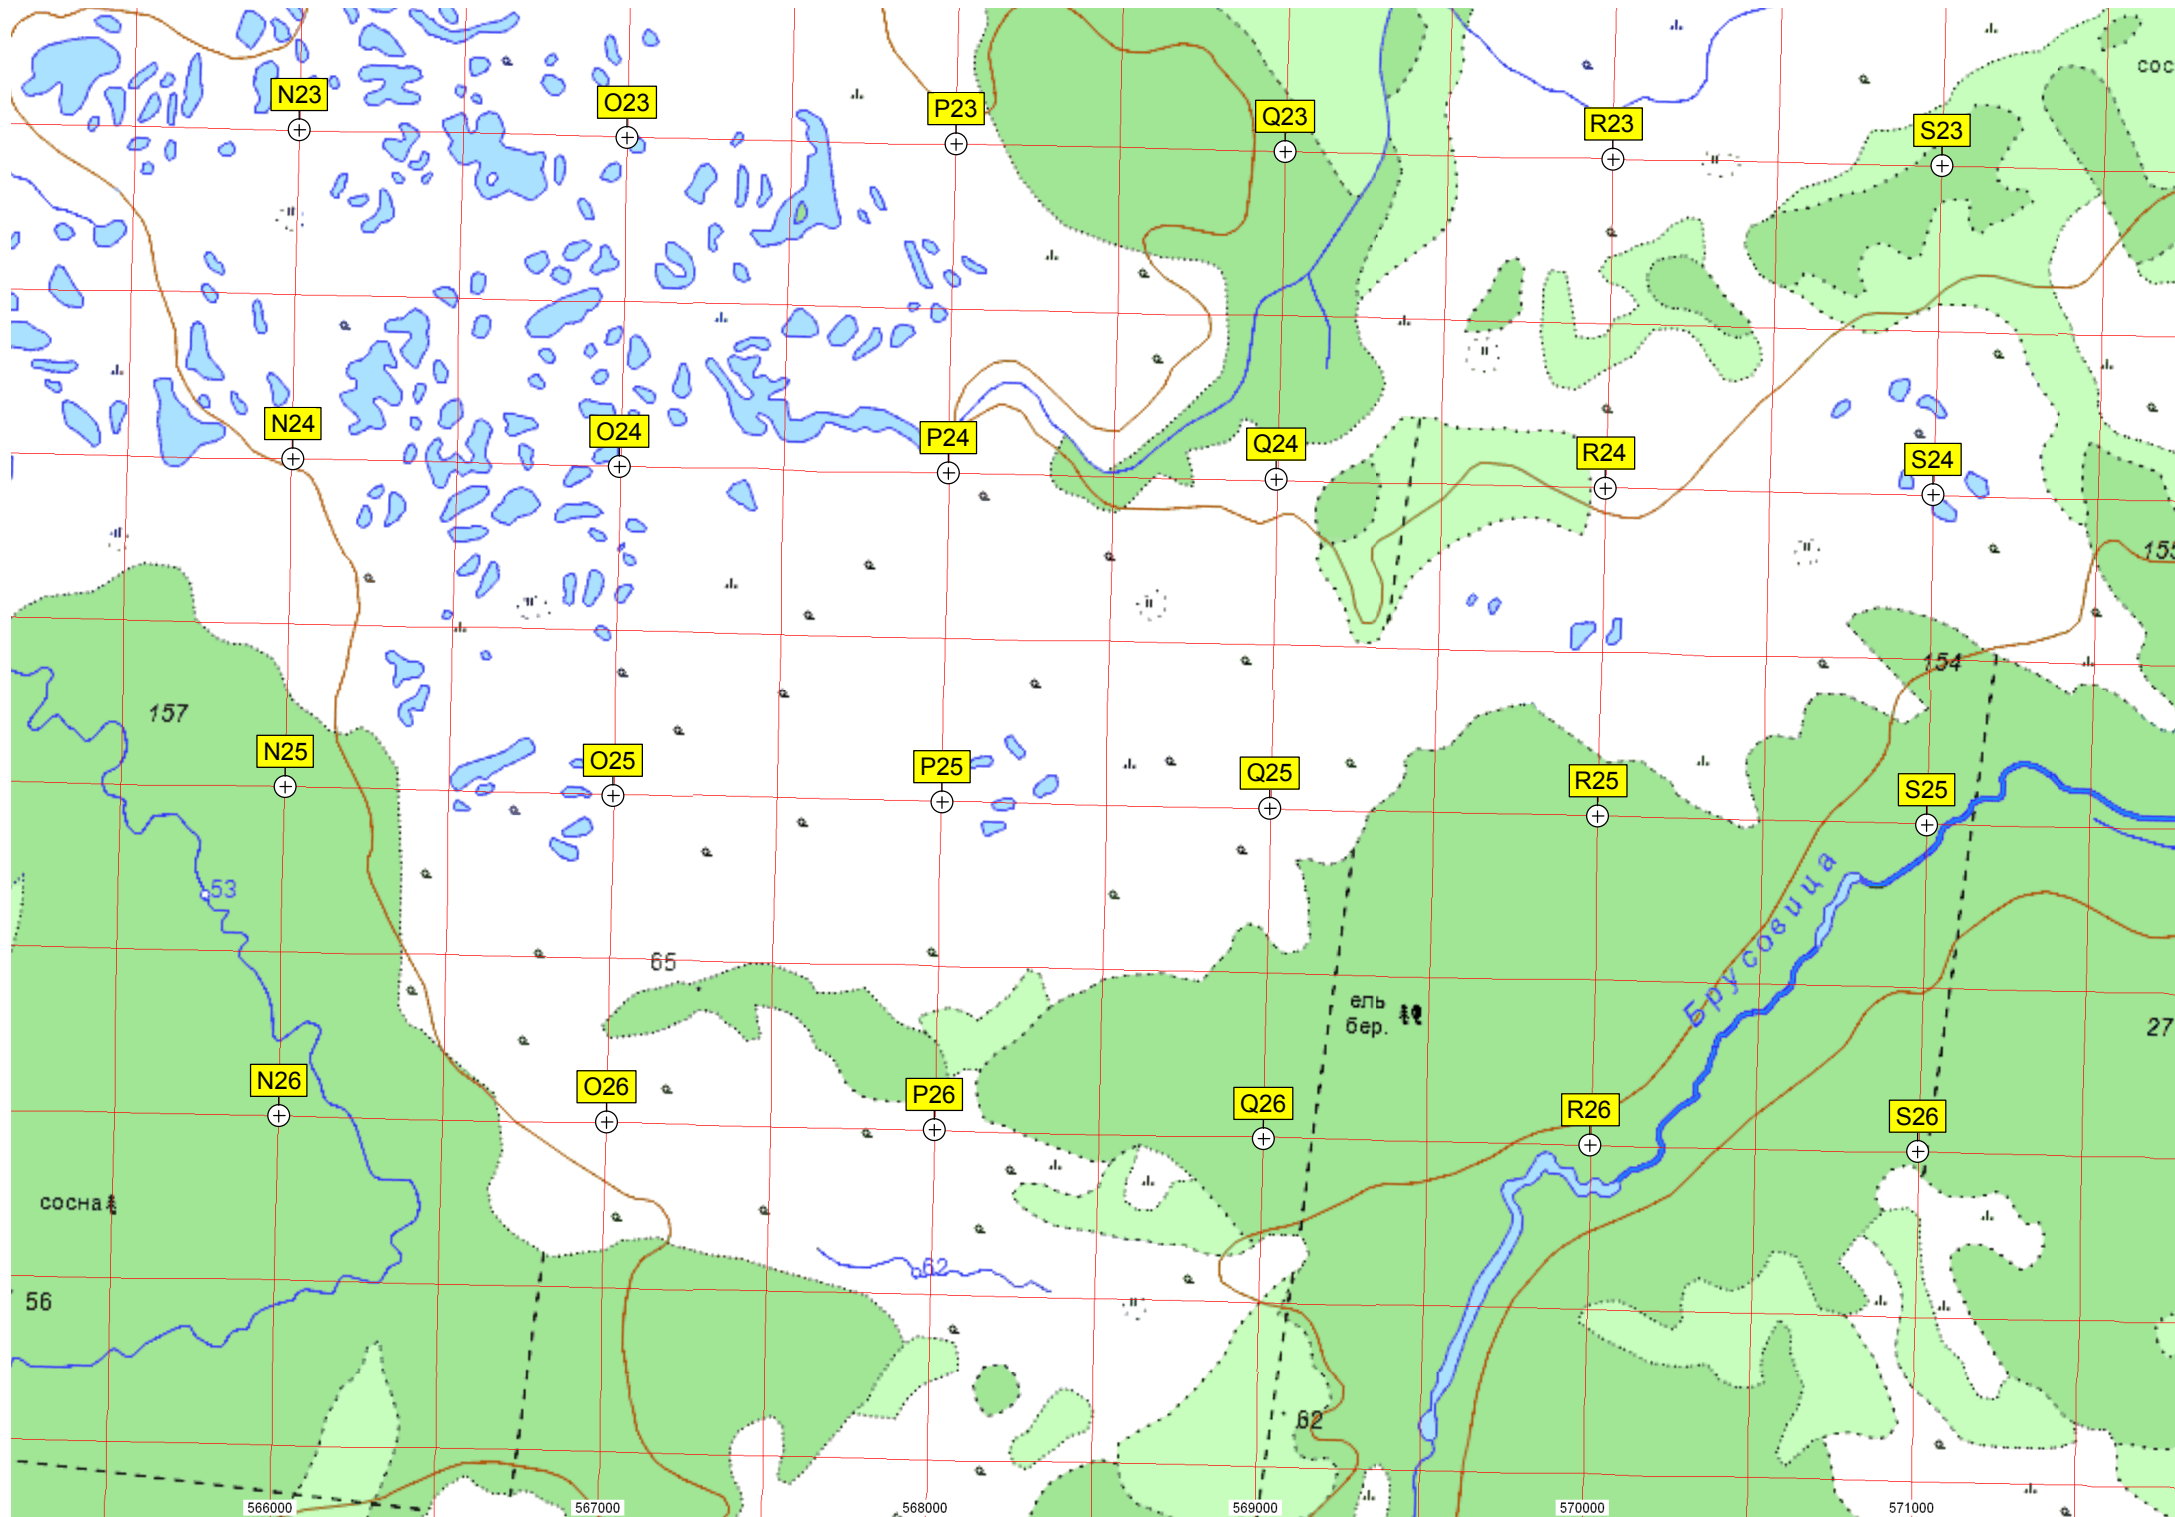 сос
N23
O23
P23
Q23
R23
S23
N24
O24
P24
Q24
R24
S24
155
154
157
N25
O25
P25
Q25
R25
S25
53
Брусовица
65
ель
бер.
27
N26
O26
P26
Q26
R26
S26
сосна
62
56
62
566000
567000
568000
569000
570000
571000